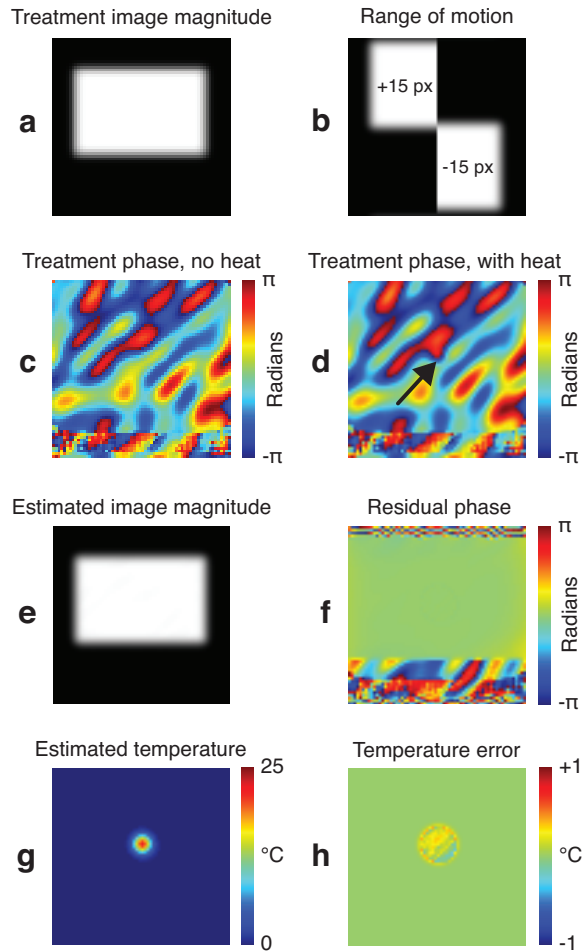 Treatment image magnitude
Range of motion
a
b
+15 px
-15 px
Treatment phase, no heat
Treatment phase, with heat
c
π
Radians
-π
d
π
Radians
-π
Estimated image magnitude
Residual phase
e
f
π
Radians
-π
Estimated temperature
Temperature error
g
25
°C
0
h
+1
°C
-1